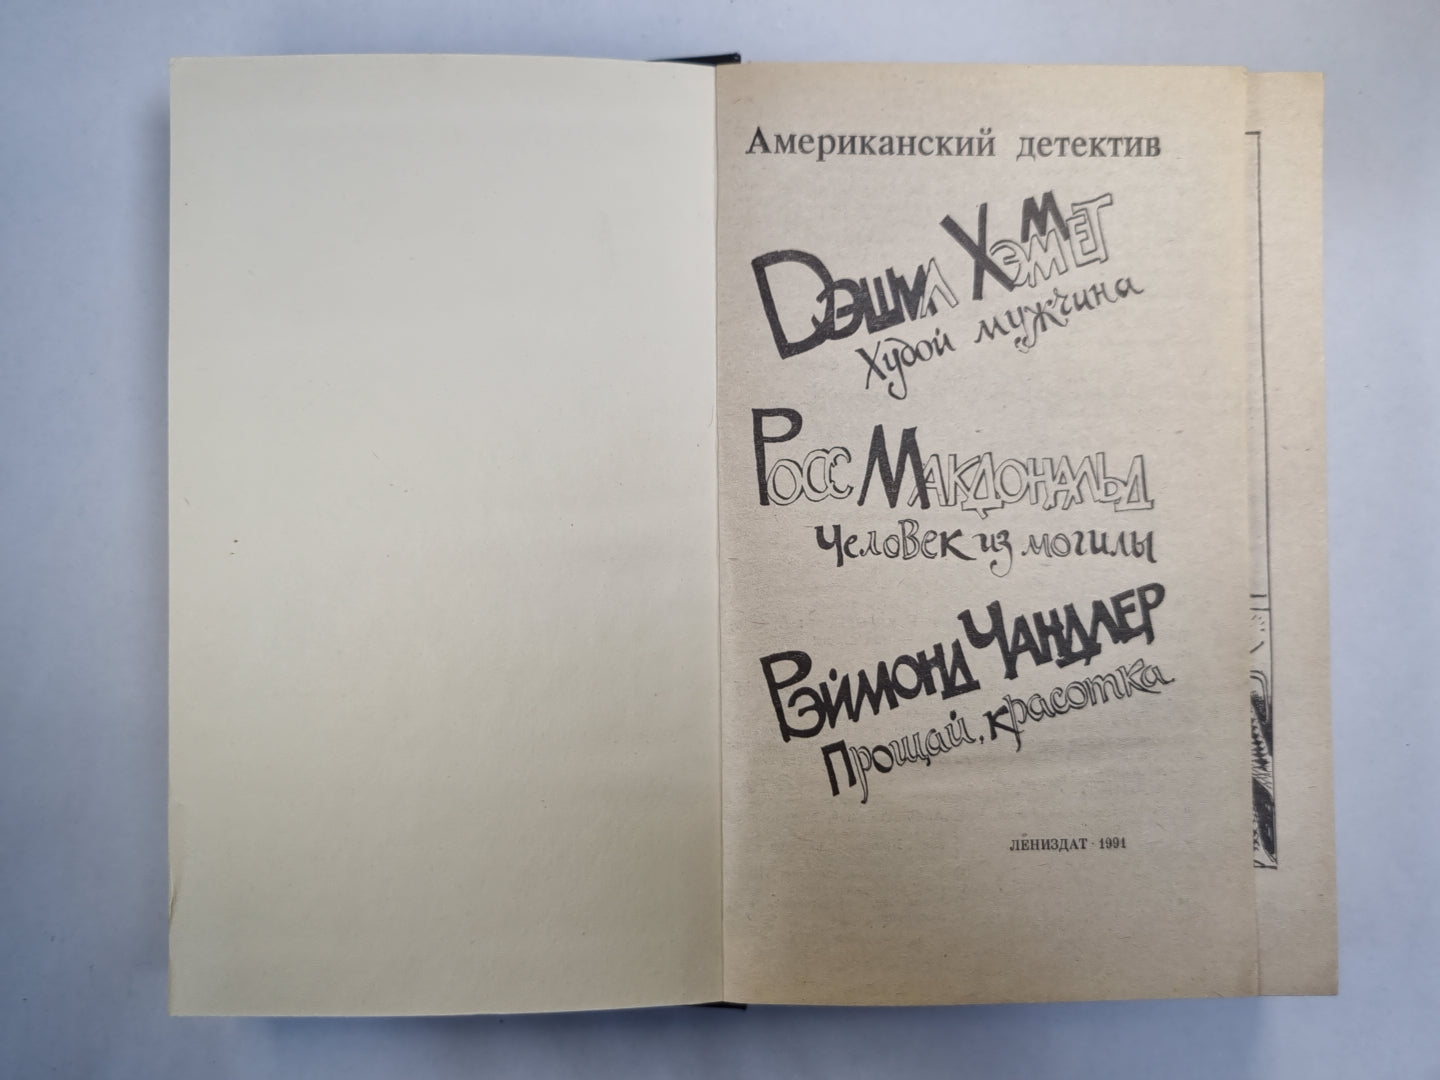 Американский детектив
Дэшил Хэммет
Худой мужчина
Росс Макдональд
Человек из могилы
Рэймонд Чандлер
Прощай, красотка
ЛЕНИЗДАТ · 1991